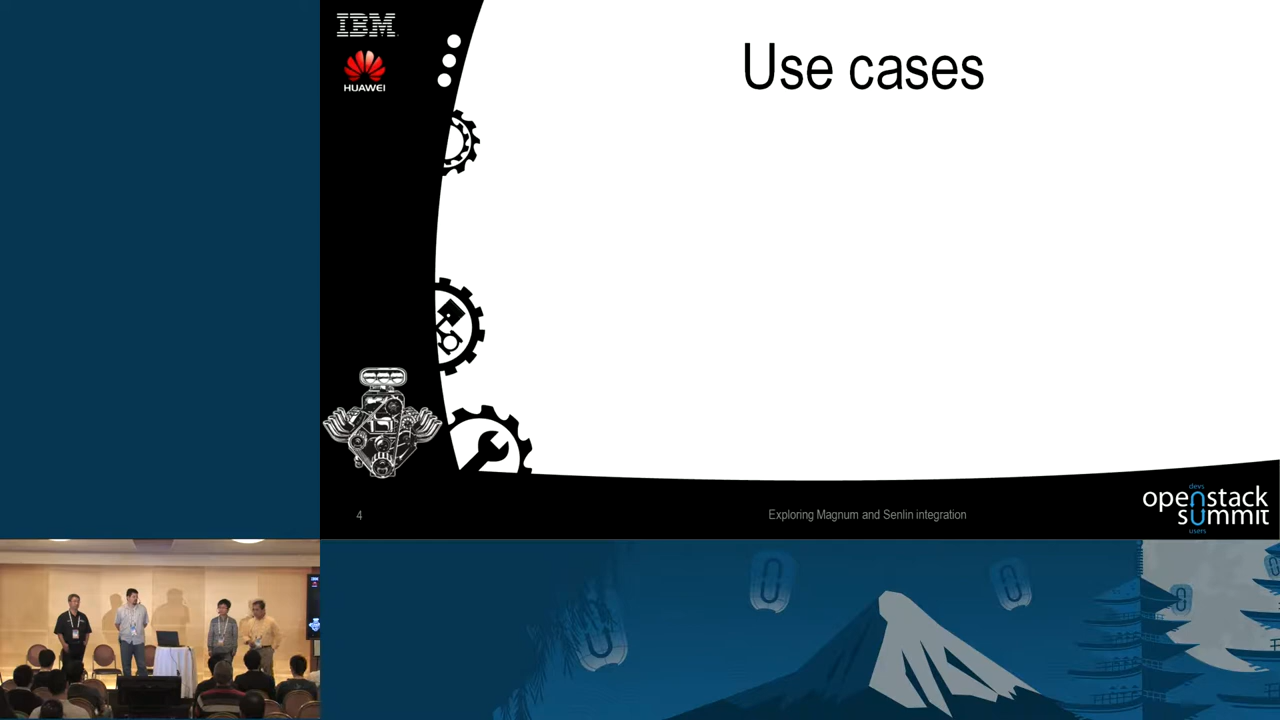 IBM
HUAWEI
Use cases
4
Exploring Magnum and Senlin integration
devs
openstack
summit
users